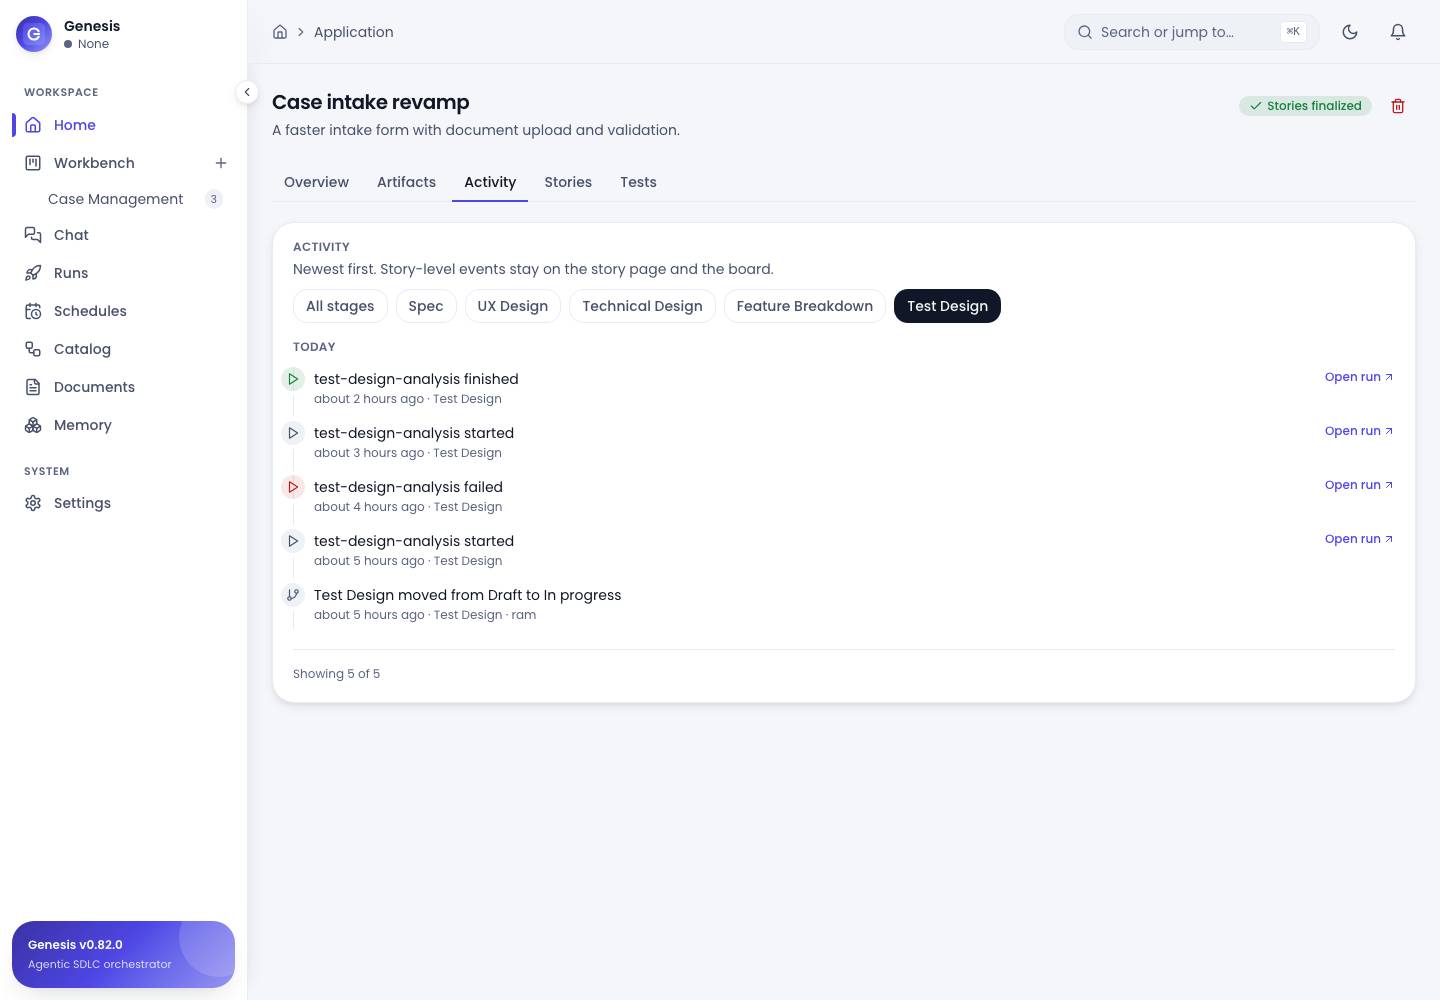 Genesis
None
WORKSPACE
Home
Workbench
Case Management 3
Chat
Runs
Schedules
Catalog
Documents
Memory
SYSTEM
Settings
Genesis v0.82.0
Agentic SDLC orchestrator
Application
Search or jump to… ⌘K
Case intake revamp
A faster intake form with document upload and validation.
Stories finalized
Overview Artifacts Activity Stories Tests
ACTIVITY
Newest first. Story-level events stay on the story page and the board.
All stages Spec UX Design Technical Design Feature Breakdown Test Design
TODAY
test-design-analysis finished Open run
about 2 hours ago · Test Design
test-design-analysis started Open run
about 3 hours ago · Test Design
test-design-analysis failed Open run
about 4 hours ago · Test Design
test-design-analysis started Open run
about 5 hours ago · Test Design
Test Design moved from Draft to In progress
about 5 hours ago · Test Design · ram
Showing 5 of 5